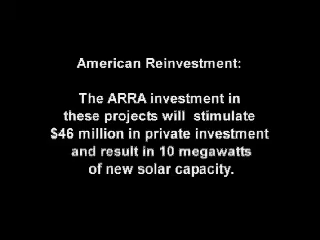 American Reinvestment:
The ARRA investment in
these projects will stimulate
$46 million in private investment
and result in 10 megawatts
of new solar capacity.